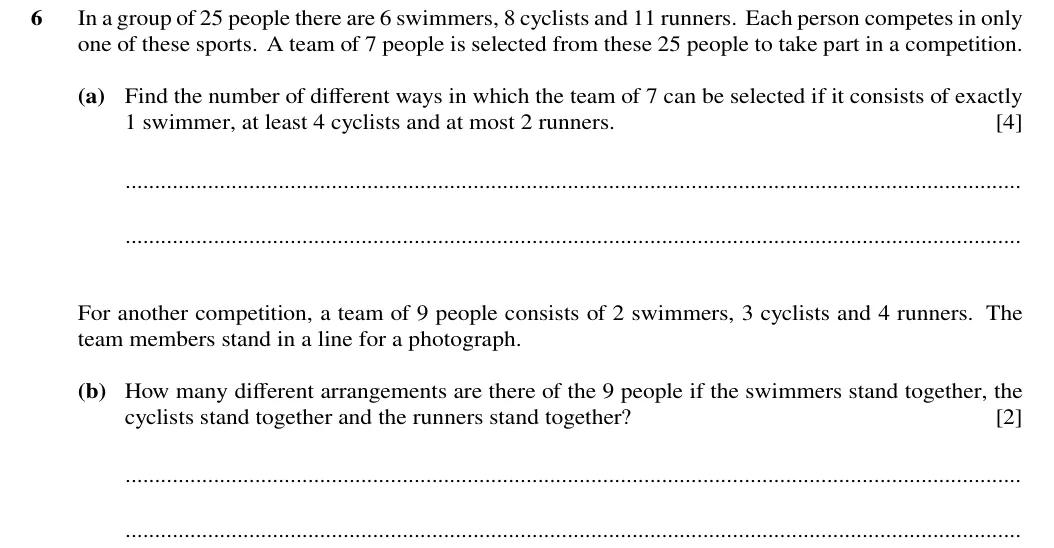 6 In a group of 25 people there are 6 swimmers, 8 cyclists and 11 runners. Each person competes in only
one of these sports. A team of 7 people is selected from these 25 people to take part in a competition.
(a) Find the number of different ways in which the team of 7 can be selected if it consists of exactly
1 swimmer, at least 4 cyclists and at most 2 runners. [4]
For another competition, a team of 9 people consists of 2 swimmers, 3 cyclists and 4 runners. The
team members stand in a line for a photograph.
(b) How many different arrangements are there of the 9 people if the swimmers stand together, the
cyclists stand together and the runners stand together? [2]